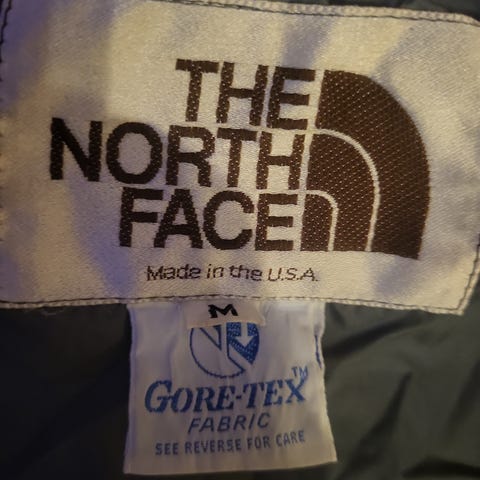 THE
NORTH
FACE
Made in the U.S.A.
M
GORE-TEX™
FABRIC
SEE REVERSE FOR CARE